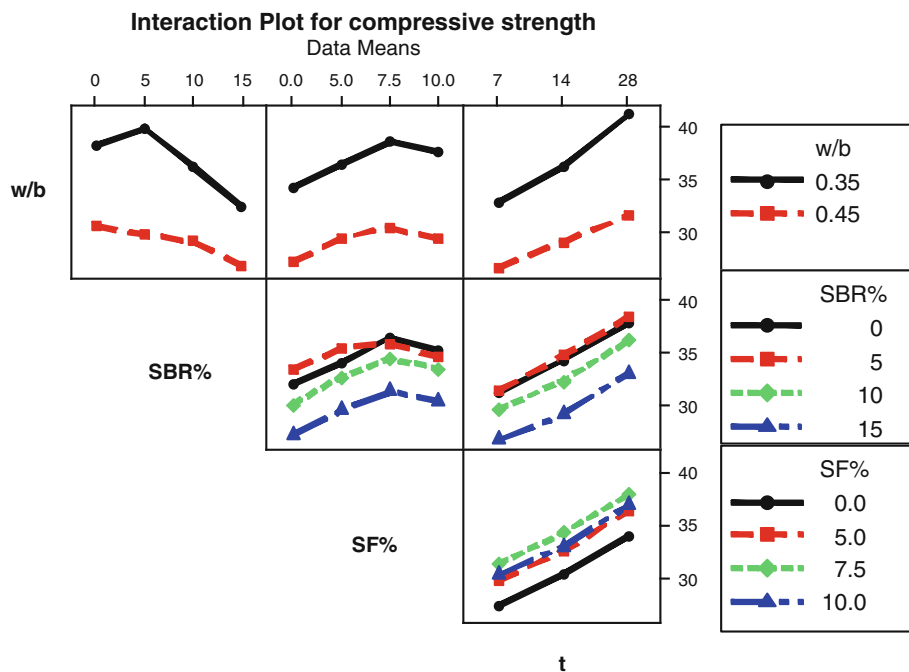 Interaction Plot for compressive strength
Data Means
0 5 10 15 0.0 5.0 7.5 10.0 7 14 28
w/b
40
35
30
w/b
0.35
0.45
SBR%
40
35
30
SBR%
0
5
10
15
SF%
40
35
30
SF%
0.0
5.0
7.5
10.0
t